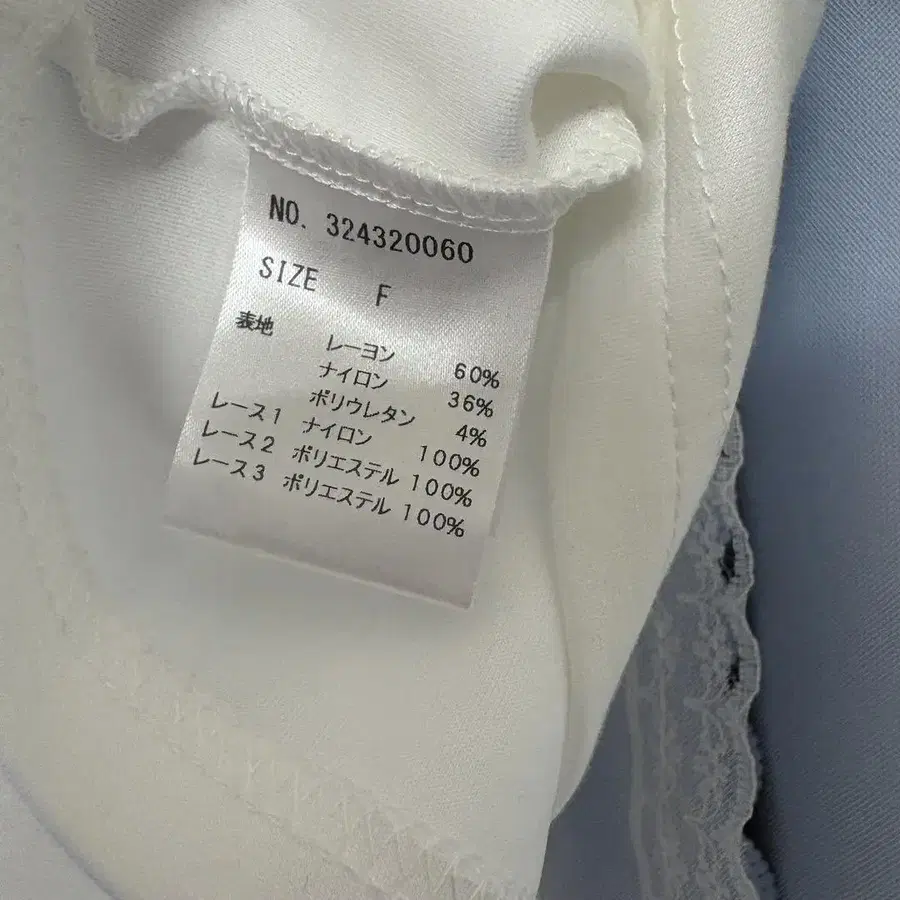 NO. 324320060
SIZE F
表地 レーヨン 60%
ナイロン 36%
ポリウレタン 4%
レース1 ナイロン 100%
レース2 ポリエステル 100%
レース3 ポリエステル 100%